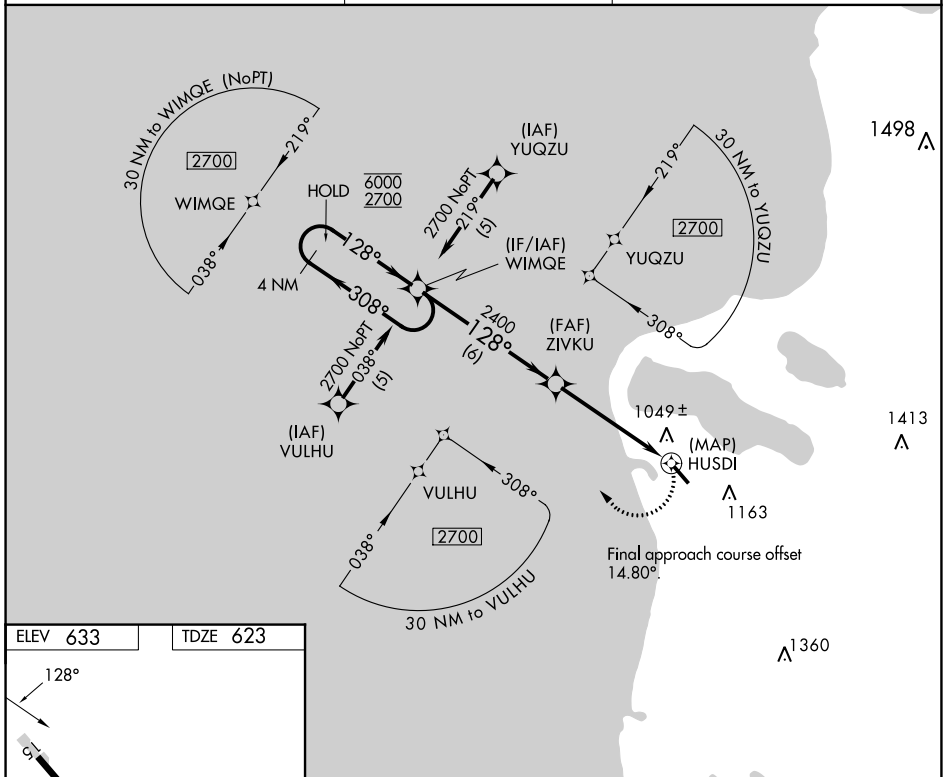 30 NM to WIMQE (NoPT)
219°
2700
WIMQE
038°
HOLD
6000
2700
4 NM
128°
308°
(IAF)
YUQZU
2700 NoPT
219°
(5)
(IF/IAF)
WIMQE
30 NM to YUQZU
219°
2700
YUQZU
308°
1498
2700 NoPT
038°
(5)
(IAF)
VULHU
2400
128°
(6)
(FAF)
ZIVKU
1049 ±
(MAP)
HUSDI
1413
1163
VULHU
308°
038°
2700
30 NM to VULHU
Final approach course offset
14.80°.
1360
ELEV 633
TDZE 623
128°
15